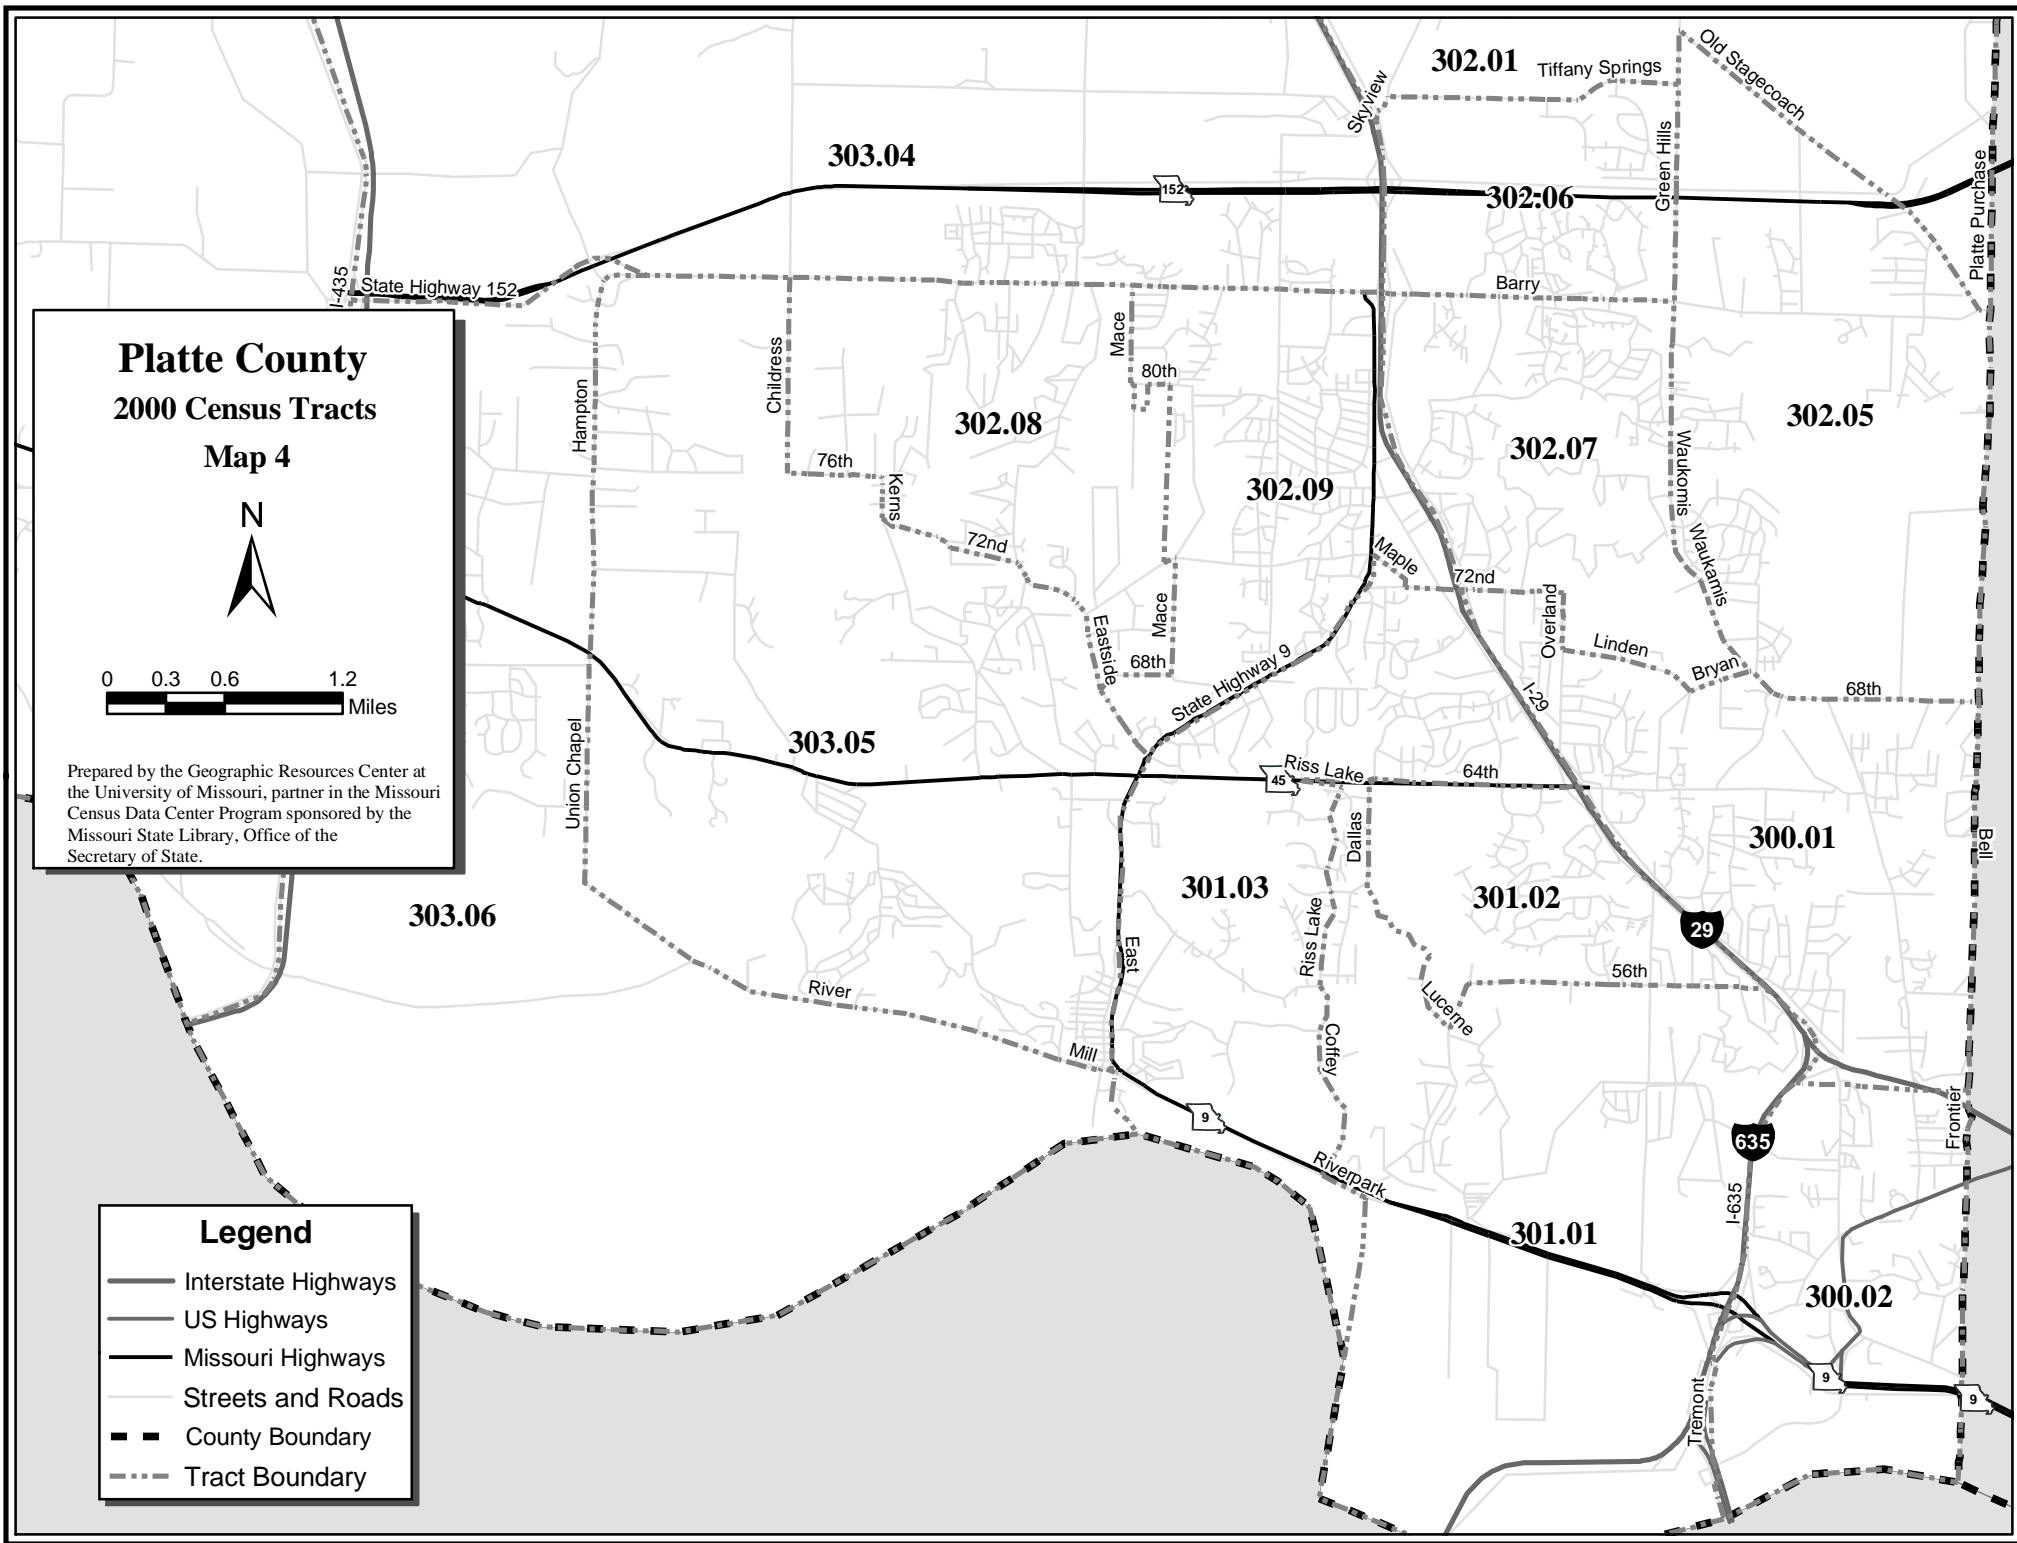 302.01
Tiffany Springs
Old Stagecoach
Skyview
Green Hills
Platte Purchase
303.04
152
302.06
I-435
State Highway 152
Barry
Platte County
2000 Census Tracts
Map 4
N
0 0.3 0.6 1.2
Miles
Prepared by the Geographic Resources Center at
the University of Missouri, partner in the Missouri
Census Data Center Program sponsored by the
Missouri State Library, Office of the
Secretary of State.
Hampton
Childress
Mace
80th
302.08
302.05
302.07
76th
Kerns
302.09
Waukomis
72nd
Maple
72nd
Waukamis
Overland
Eastside
Mace
68th
Linden
Bryan
State Highway 9
I-29
68th
Union Chapel
303.05
Riss Lake
45
64th
Dallas
300.01
Bell
301.03
301.02
303.06
Riss Lake
29
East
56th
River
Lucerne
Coffey
Mill
9
Frontier
635
Riverpark
I-635
301.01
300.02
9
9
Tremont
Legend
Interstate Highways
US Highways
Missouri Highways
Streets and Roads
County Boundary
Tract Boundary